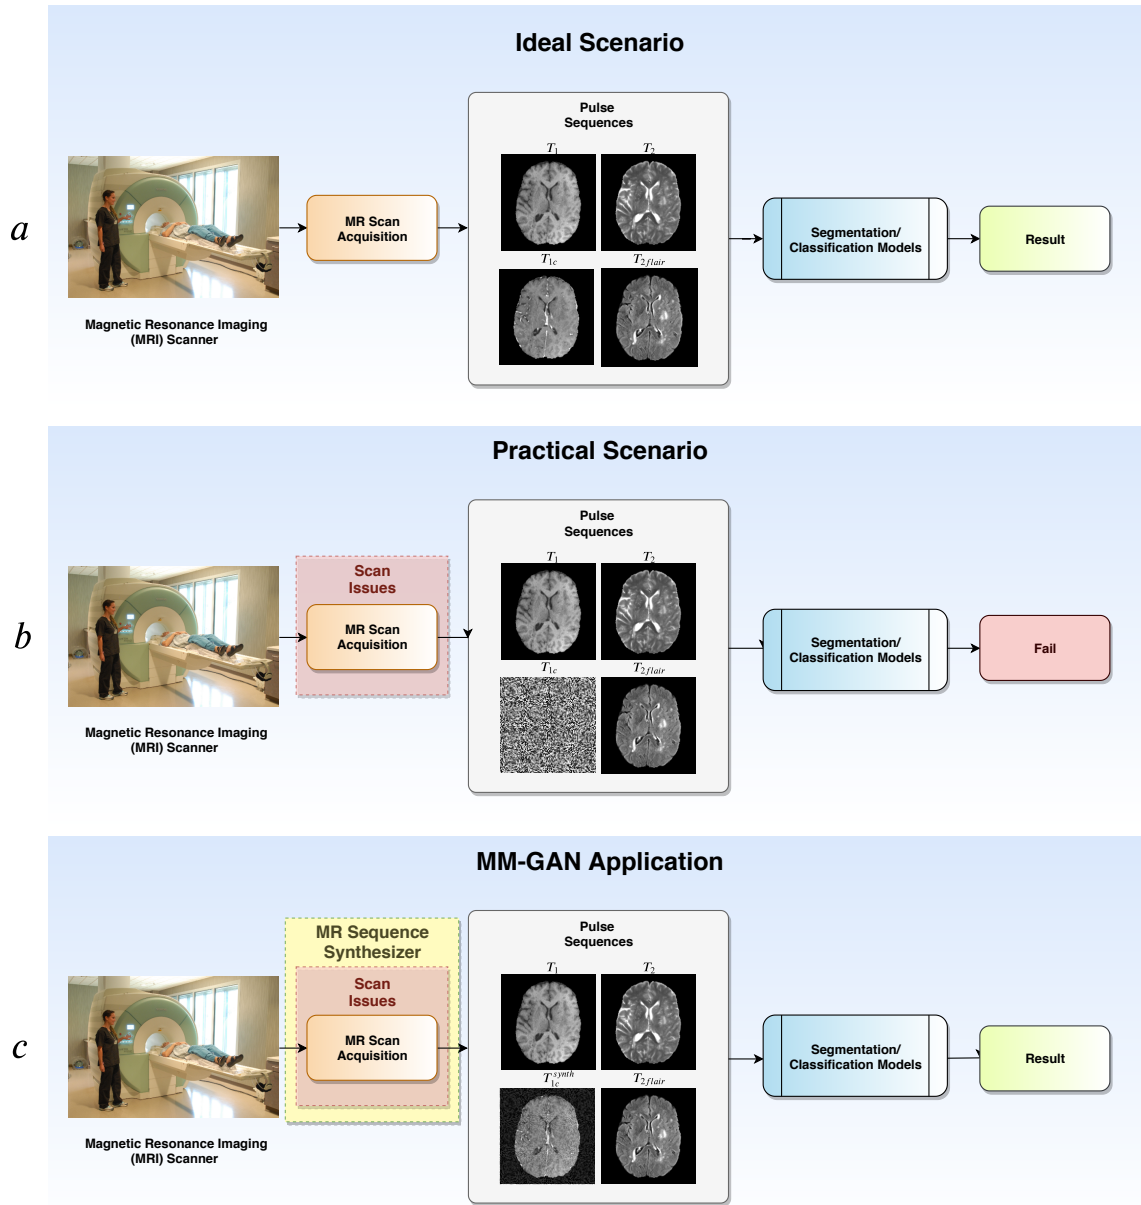 Ideal Scenario
Pulse
Sequences
T1
T2
a
MR Scan
Acquisition
Segmentation/
Classification Models
Result
T1c
T2flair
Magnetic Resonance Imaging
(MRI) Scanner
Practical Scenario
Pulse
Sequences
T1
T2
Scan
Issues
b
MR Scan
Acquisition
Segmentation/
Classification Models
Fail
T1c
T2flair
Magnetic Resonance Imaging
(MRI) Scanner
MM-GAN Application
Pulse
Sequences
MR Sequence
Synthesizer
T1
T2
Scan
Issues
c
MR Scan
Acquisition
Segmentation/
Classification Models
Result
T1c^synth
T2flair
Magnetic Resonance Imaging
(MRI) Scanner